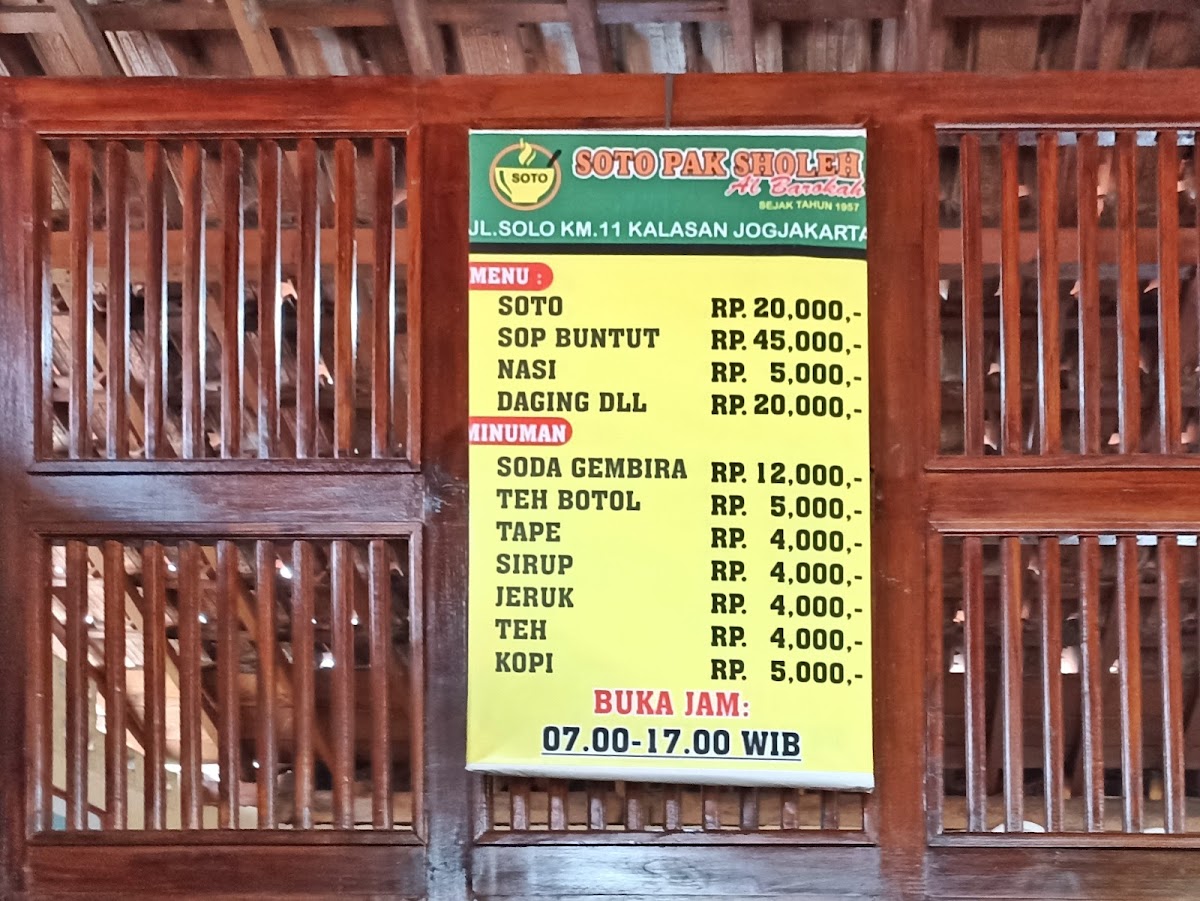 SOTO
SOTO PAK SHOLEH
Al Barokah
SEJAK TAHUN 1957
JL.SOLO KM.11 KALASAN JOGJAKARTA
MENU :
SOTO RP. 20,000,-
SOP BUNTUT RP. 45,000,-
NASI RP. 5,000,-
DAGING DLL RP. 20,000,-
MINUMAN
SODA GEMBIRA RP. 12,000,-
TEH BOTOL RP. 5,000,-
TAPE RP. 4,000,-
SIRUP RP. 4,000,-
JERUK RP. 4,000,-
TEH RP. 4,000,-
KOPI RP. 5,000,-
BUKA JAM:
07.00-17.00 WIB